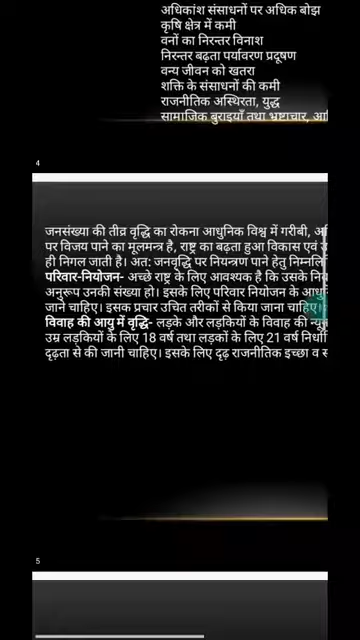 अधिकांश संसाधनों पर अधिक बोझ
कृषि क्षेत्र में कमी
वनों का निरन्तर विनाश
निरन्तर बढ़ता पर्यावरण प्रदूषण
वन्य जीवन को खतरा
शक्ति के संसाधनों की कमी
राजनीतिक अस्थिरता, युद्ध
सामाजिक बुराइयाँ तथा भ्रष्टाचार,
4
जनसंख्या की तीव्र वृद्धि का रोकना आधुनिक विश्व में गरीबी,
पर विजय पाने का मूलमन्त्र है, राष्ट्र का बढ़ता हुआ विकास एवं
ही निगल जाती है। अत: जनवृद्धि पर नियन्त्रण पाने हेतु
परिवार-नियोजन- अच्छे राष्ट्र के लिए आवश्यक है कि उसके
अनुरूप उनकी संख्या हो। इसके लिए परिवार नियोजन के
जाने चाहिए। इसक प्रचार उचित तरीकों से किया जाना चाहिए।
विवाह की आयु में वृद्धि- लड़के और लड़कियों के विवाह की
उम्र लड़कियों के लिए 18 वर्ष तथा लड़कों के लिए 21 वर्ष
दृढ़ता से की जानी चाहिए। इसके लिए दृढ़ राजनीतिक इच्छा व
5